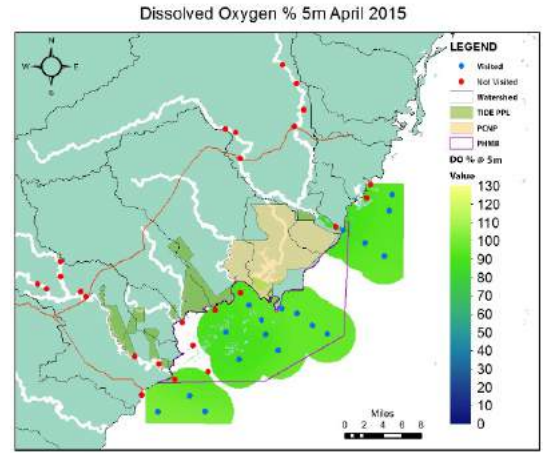 Dissolved Oxygen % 5m April 2015
N
W E
S
LEGEND
Visited
Not Visited
Watershed
TIDE PPL
PCNP
PHMR
DO % @ 5m
Value
130
120
110
100
90
80
70
60
50
40
30
20
10
0
Miles
0 2 4 6 8